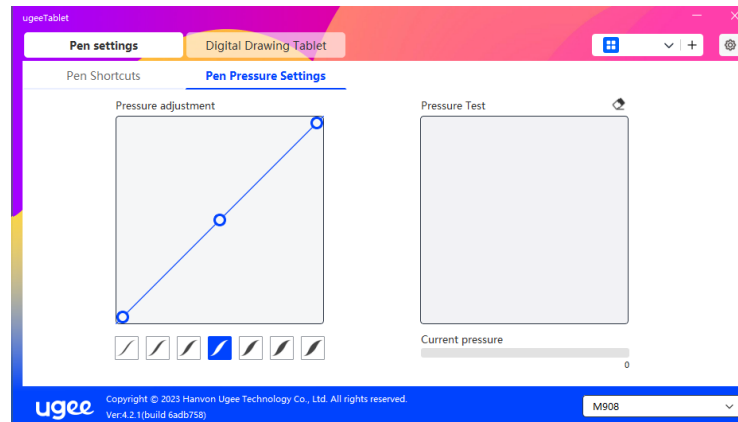 ugeeTablet
Pen settings
Digital Drawing Tablet
Pen Shortcuts
Pen Pressure Settings
Pressure adjustment
Pressure Test
Current pressure
0
ugee
Copyright © 2023 Hanvon Ugee Technology Co., Ltd. All rights reserved.
Ver:4.2.1(build 6adb758)
M908